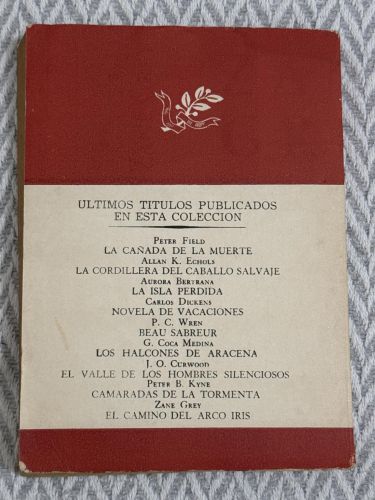 ULTIMOS TITULOS PUBLICADOS
EN ESTA COLECCION
PETER FIELD
LA CAÑADA DE LA MUERTE
ALLAN K. ECHOLS
LA CORDILLERA DEL CABALLO SALVAJE
AURORA BERTRANA
LA ISLA PERDIDA
CARLOS DICKENS
NOVELA DE VACACIONES
P. C. WREN
BEAU SABREUR
G. COCA MEDINA
LOS HALCONES DE ARACENA
J. O. CURWOOD
EL VALLE DE LOS HOMBRES SILENCIOSOS
PETER B. KYNE
CAMARADAS DE LA TORMENTA
ZANE GREY
EL CAMINO DEL ARCO IRIS